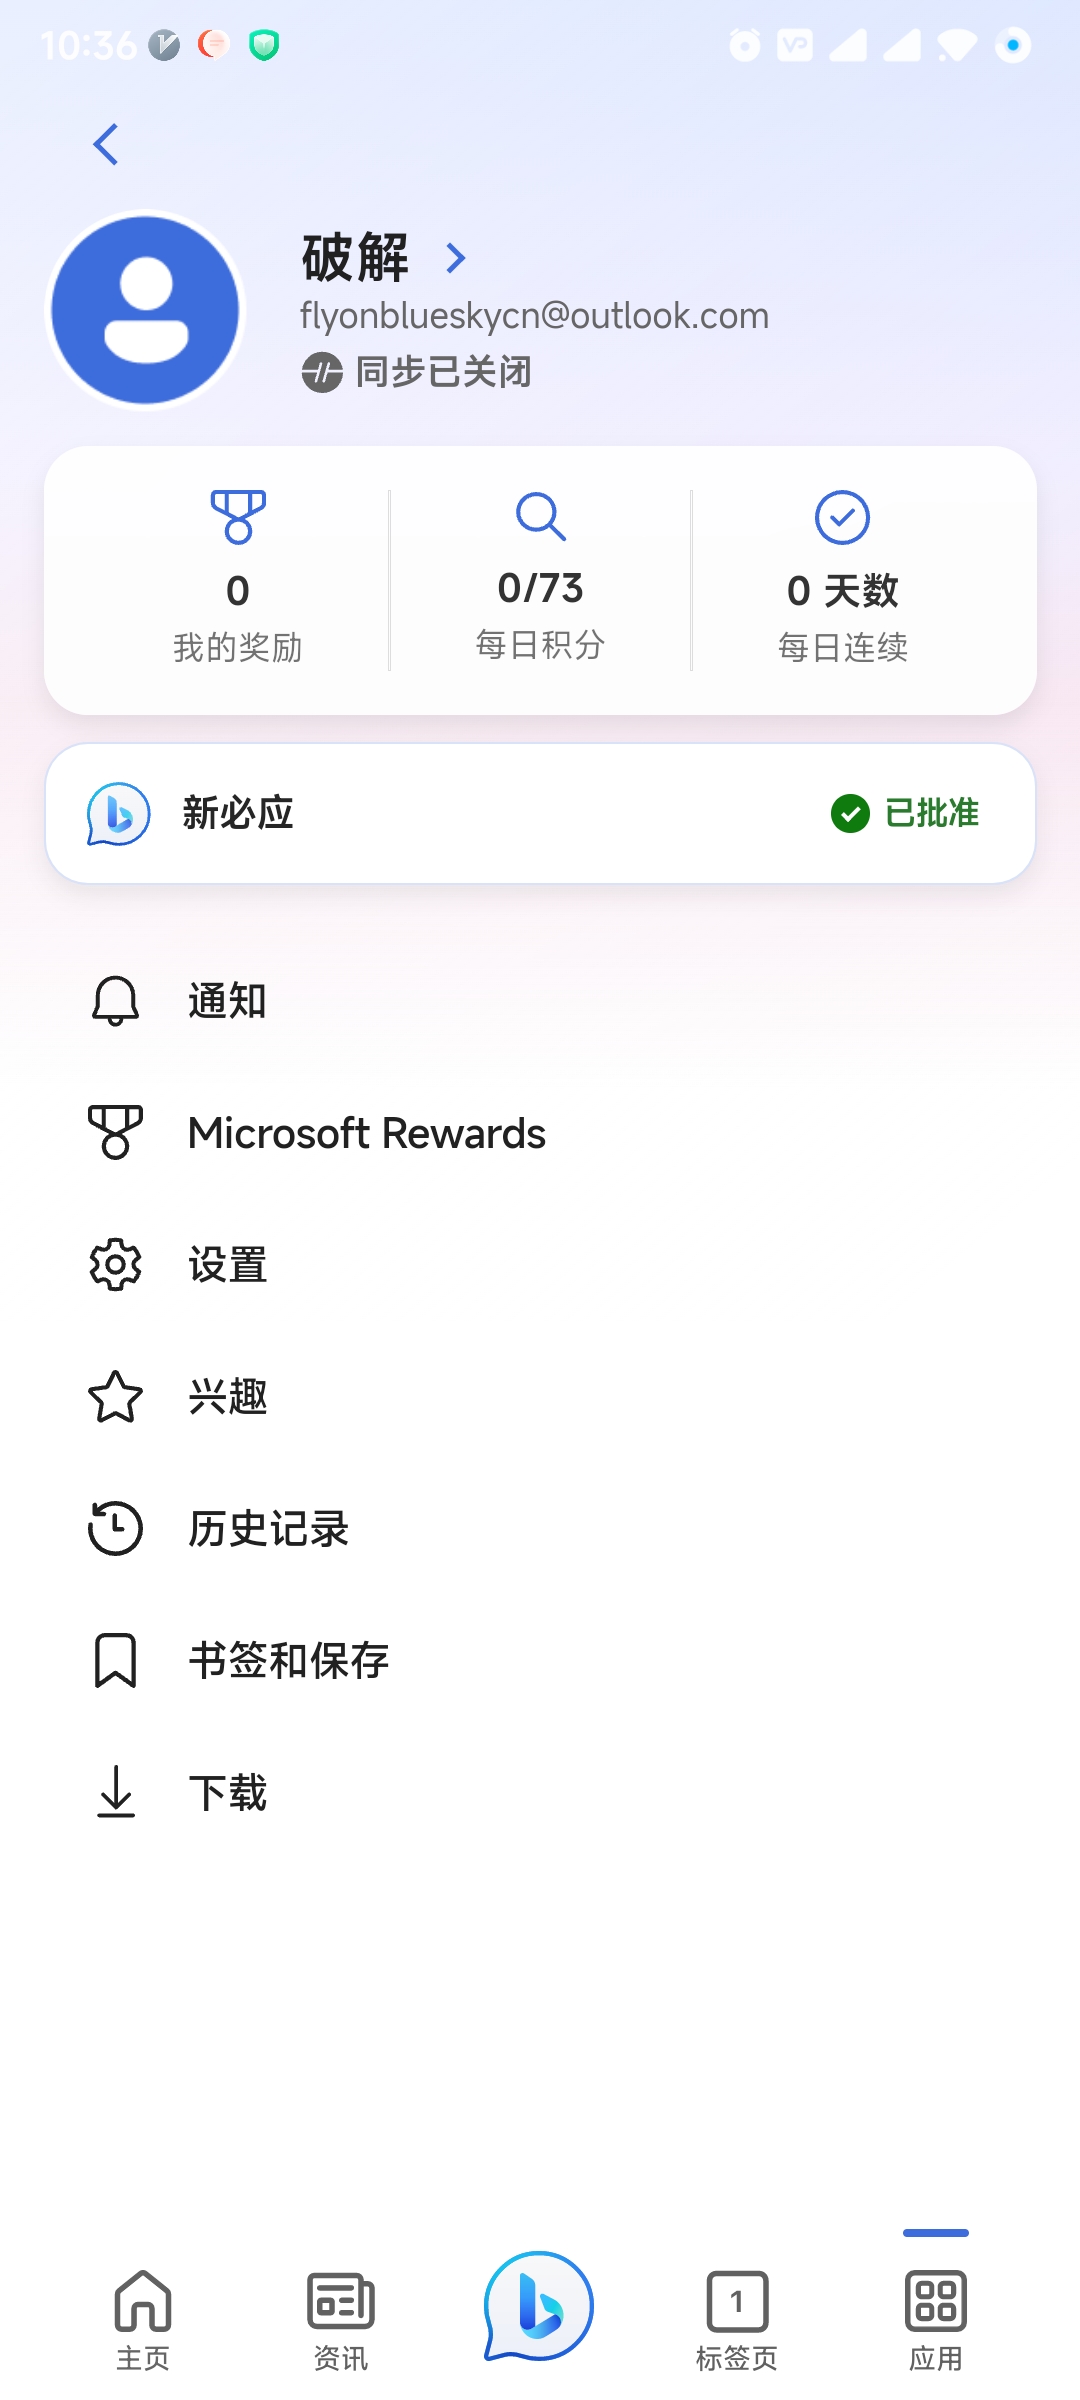 10:36
破解
flyonblueskycn@outlook.com
同步已关闭
0
我的奖励
0/73
每日积分
0 天数
每日连续
新必应
已批准
通知
Microsoft Rewards
设置
兴趣
历史记录
书签和保存
下载
主页
资讯
1
标签页
应用